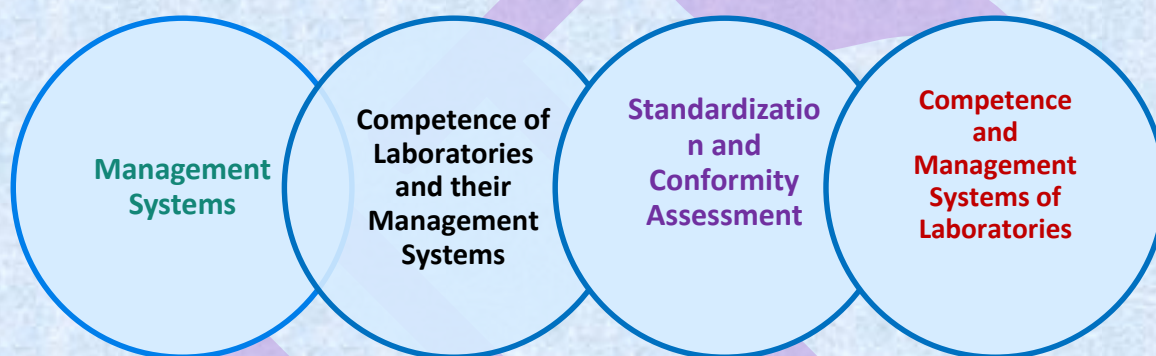 Management
Systems
Competence of
Laboratories
and their
Management
Systems
Standardizatio
n and
Conformity
Assessment
Competence
and
Management
Systems of
Laboratories